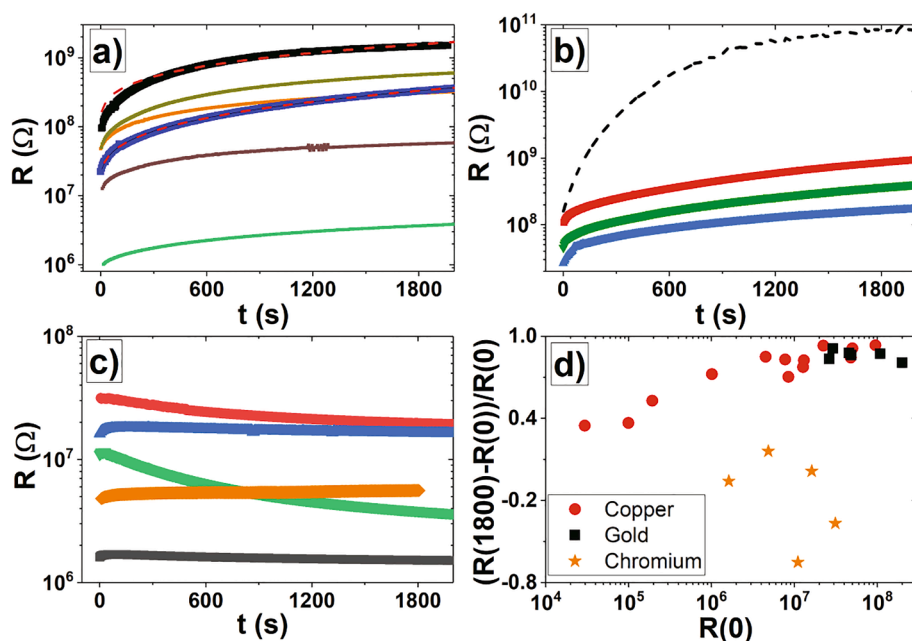 a)
R (Ω)
10⁹
10⁸
10⁷
10⁶
0 600 1200 1800
t (s)
b)
R (Ω)
10¹¹
10¹⁰
10⁹
10⁸
0 600 1200 1800
t (s)
c)
R (Ω)
10⁸
10⁷
10⁶
0 600 1200 1800
t (s)
d)
(R(1800)-R(0))/R(0)
1.0
0.4
-0.2
-0.8
Copper
Gold
Chromium
10⁴ 10⁵ 10⁶ 10⁷ 10⁸
R(0)